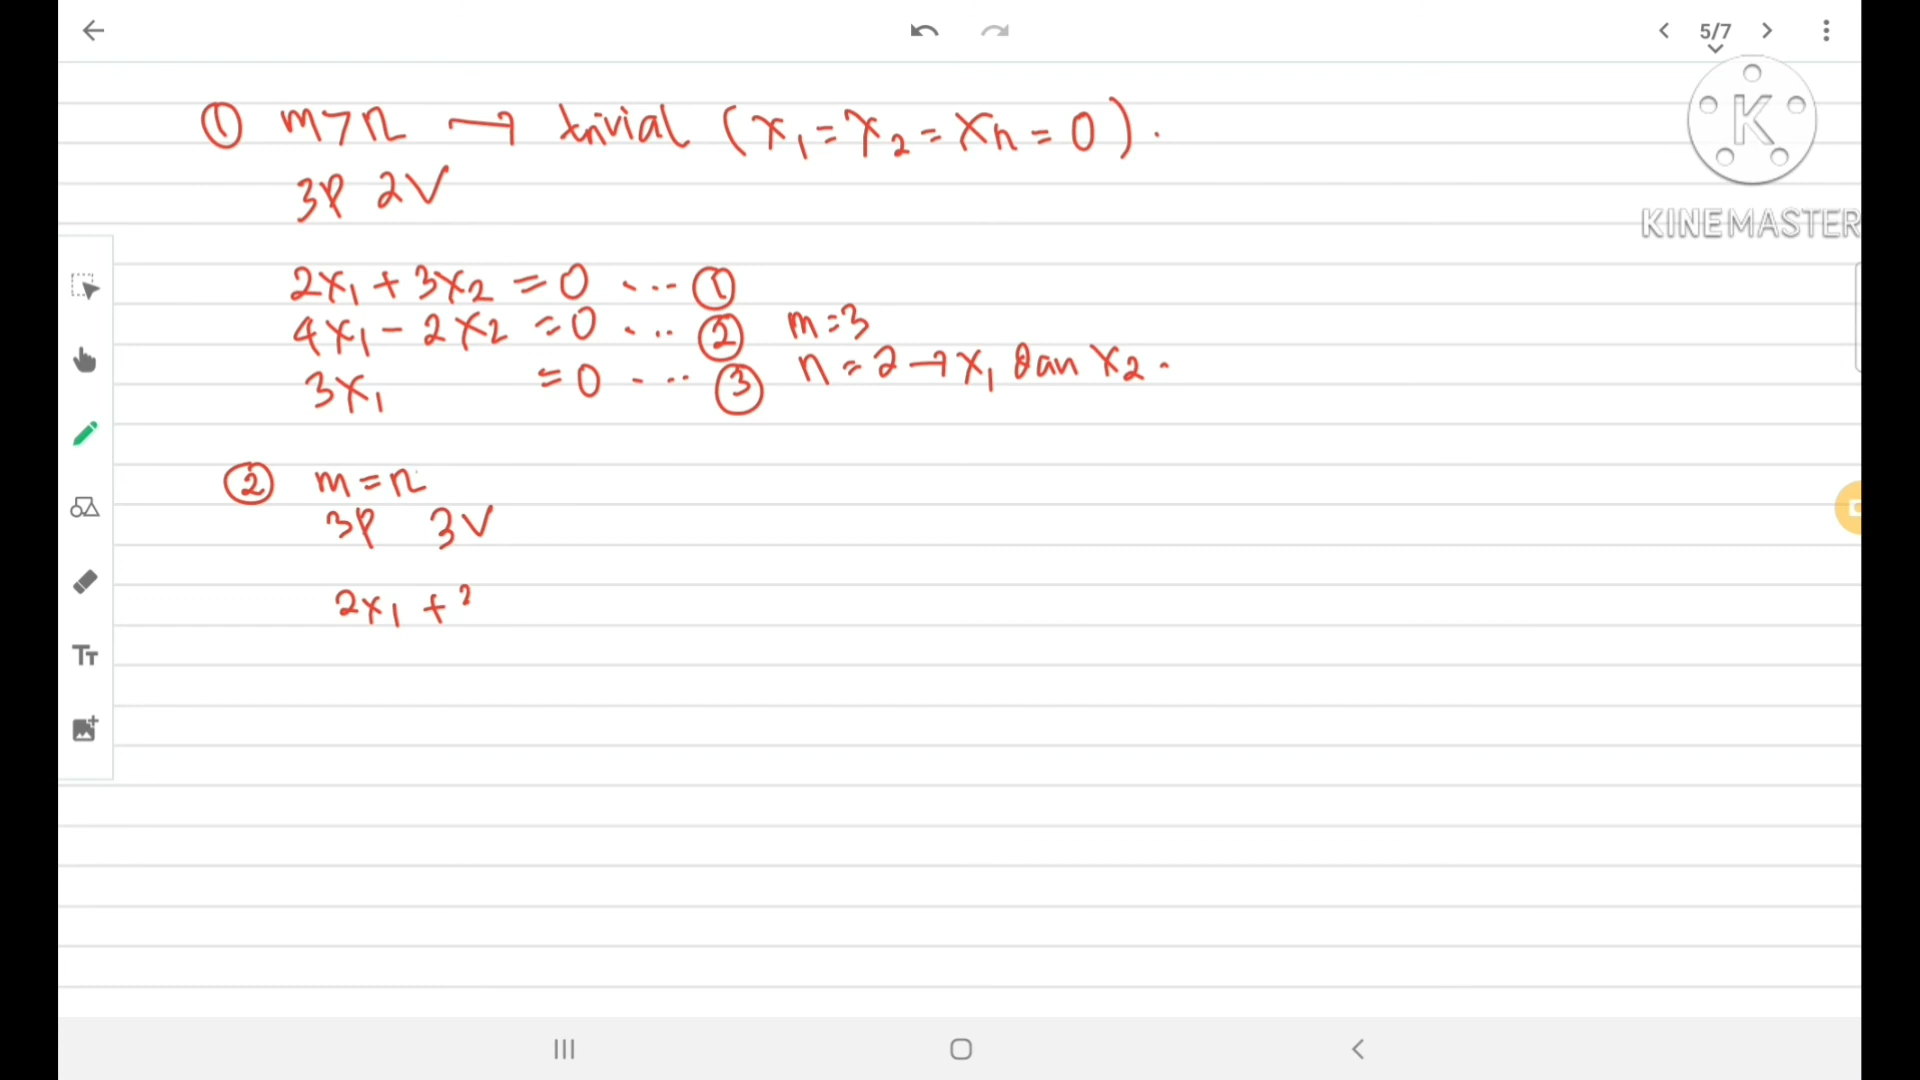 5/7
K
KINEMASTER
① m>n → trivial (x₁=x₂=xₙ=0).
3P 2V
2x₁ + 3x₂ = 0 ... ①
4x₁ - 2x₂ = 0 ... ② m=3
3x₁ = 0 ... ③ n=2 → x₁ dan x₂.
② m=n
3P 3V
2x₁ +
TT